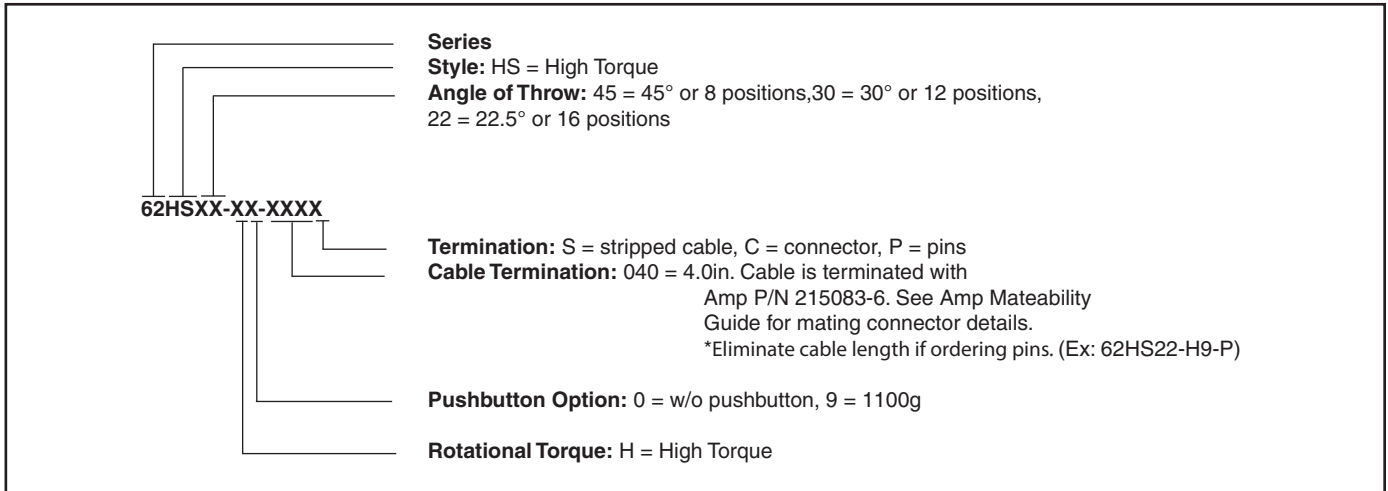 Series
Style: HS = High Torque
Angle of Throw: 45 = 45° or 8 positions,30 = 30° or 12 positions,
22 = 22.5° or 16 positions
62HSXX-XX-XXXX
Termination: S = stripped cable, C = connector, P = pins
Cable Termination: 040 = 4.0in. Cable is terminated with
Amp P/N 215083-6. See Amp Mateability
Guide for mating connector details.
*Eliminate cable length if ordering pins. (Ex: 62HS22-H9-P)
Pushbutton Option: 0 = w/o pushbutton, 9 = 1100g
Rotational Torque: H = High Torque